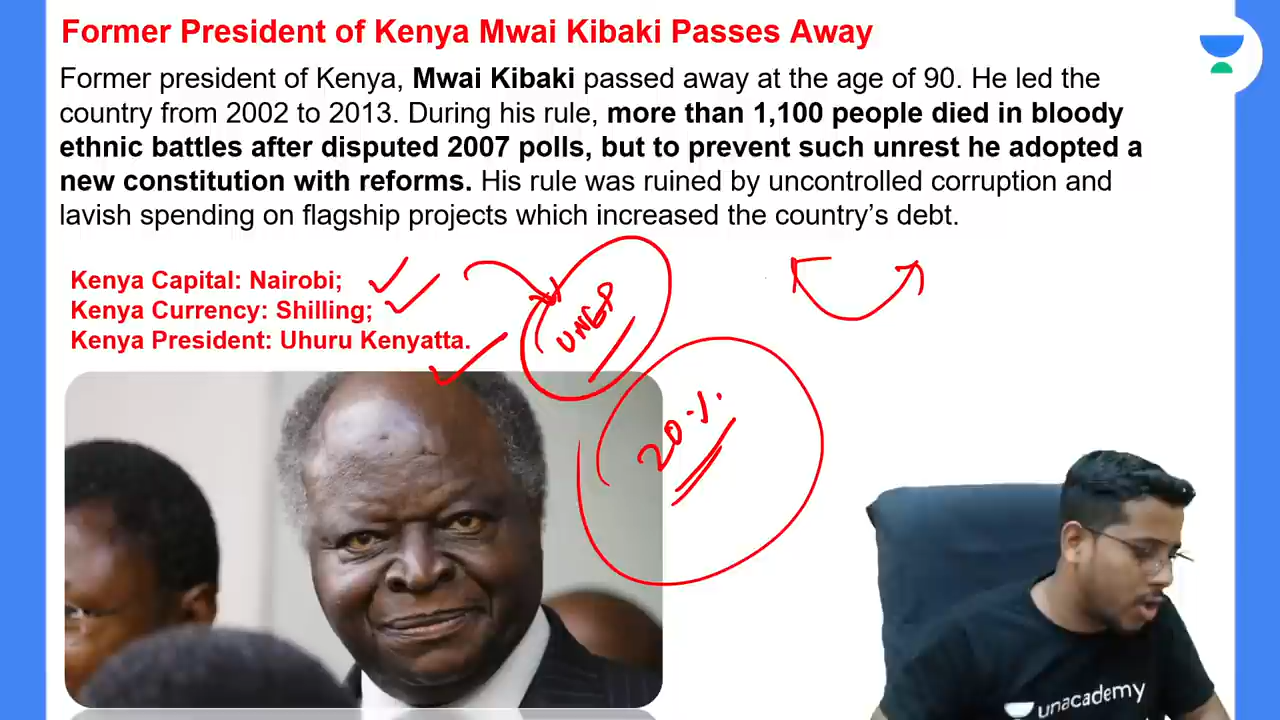 Former President of Kenya Mwai Kibaki Passes Away
Former president of Kenya, Mwai Kibaki passed away at the age of 90. He led the
country from 2002 to 2013. During his rule, more than 1,100 people died in bloody
ethnic battles after disputed 2007 polls, but to prevent such unrest he adopted a
new constitution with reforms. His rule was ruined by uncontrolled corruption and
lavish spending on flagship projects which increased the country’s debt.
Kenya Capital: Nairobi;
Kenya Currency: Shilling;
Kenya President: Uhuru Kenyatta.
20%
unacademy